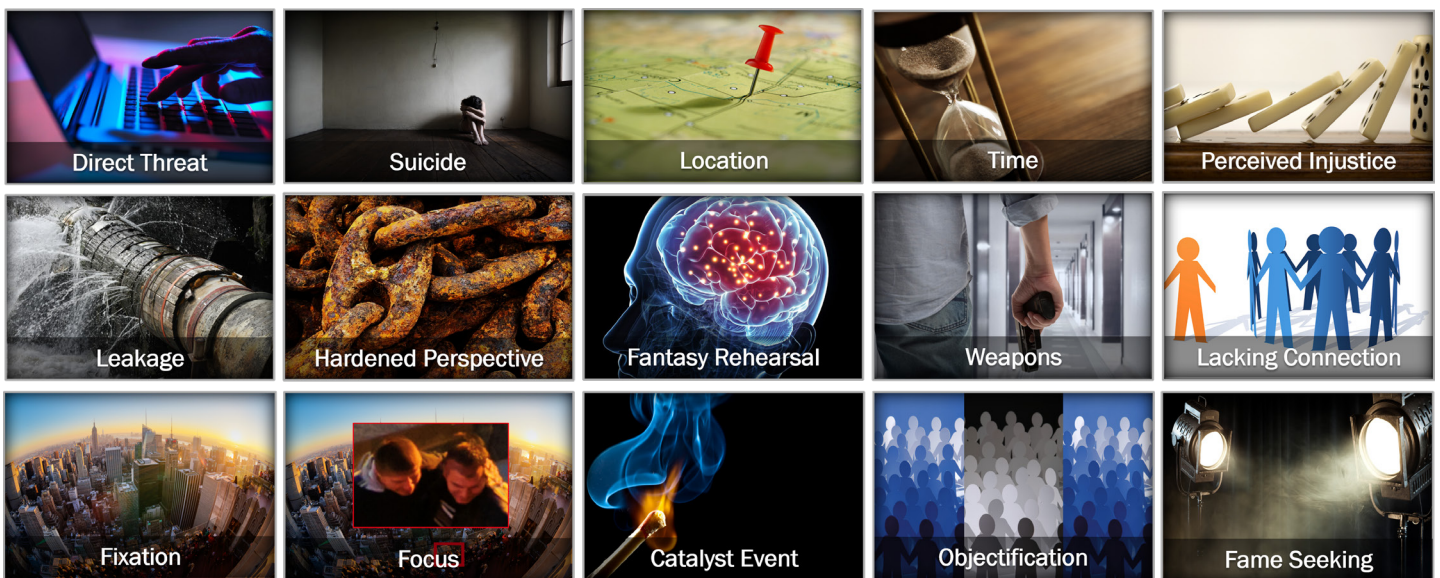 Direct Threat
Suicide
Location
Time
Perceived Injustice
Leakage
Hardened Perspective
Fantasy Rehearsal
Weapons
Lacking Connection
Fixation
Focus
Catalyst Event
Objectification
Fame Seeking